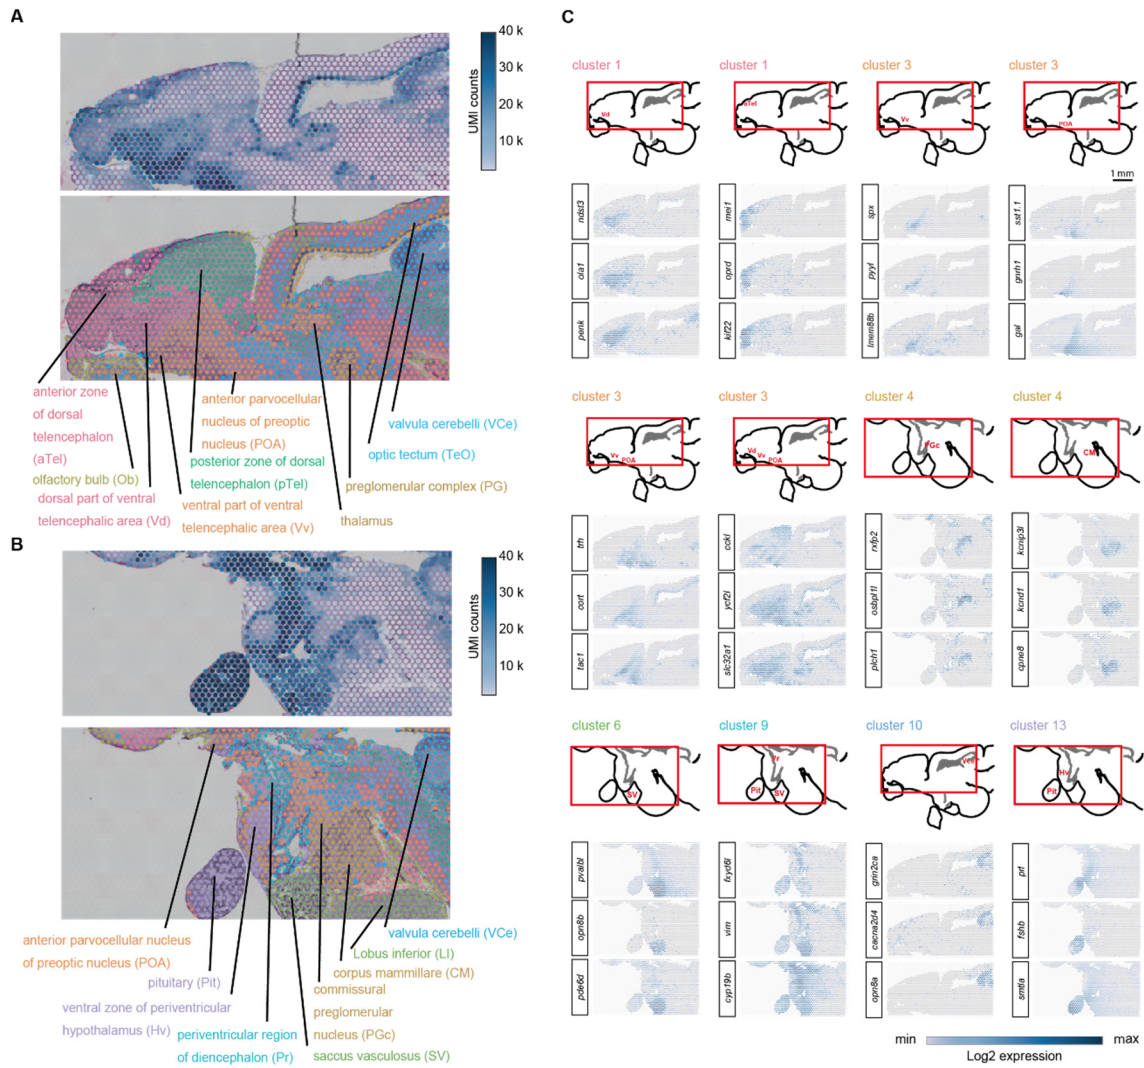 A
40 k
30 k
20 k
10 k
UMI counts
anterior zone
of dorsal
telencephalon
(aTel)
olfactory bulb (Ob)
dorsal part of ventral
telencephalic area (Vd)
anterior parvocellular
nucleus of preoptic
nucleus (POA)
posterior zone of dorsal
telencephalon (pTel)
ventral part of ventral
telencephalic area (Vv)
valvula cerebelli (VCe)
optic tectum (TeO)
preglomerular complex (PG)
thalamus
B
40 k
30 k
20 k
10 k
UMI counts
anterior parvocellular nucleus
of preoptic nucleus (POA)
pituitary (Pit)
ventral zone of periventricular
hypothalamus (Hv)
periventricular region
of diencephalon (Pr)
valvula cerebelli (VCe)
Lobus inferior (LI)
corpus mammillare (CM)
commissural
preglomerular
nucleus (PGc)
saccus vasculosus (SV)
C
cluster 1
cluster 1
cluster 3
cluster 3
Vd
aTel
Vv
POA
1 mm
ndst3
mei1
spx
sst1.1
ola1
oprd
pyyf
gnrh1
penk
kif22
tmem88b
gal
cluster 3
cluster 3
cluster 4
cluster 4
Vv
POA
Vd
Vv
POA
PGc
CM
trh
cckl
rxfp2
kcnip3l
cort
ycf2l
osbpl1l
kcnd1
tac1
slc32a1
plch1
cpne8
cluster 6
cluster 9
cluster 10
cluster 13
SV
Pr
Pit
SV
VCe
Hv
Pit
pvalbl
fxyd6l
grin2ca
prl
opn8b
vim
cacna2d4
fshb
pde6d
cyp19b
opn8a
smtla
min
max
Log2 expression